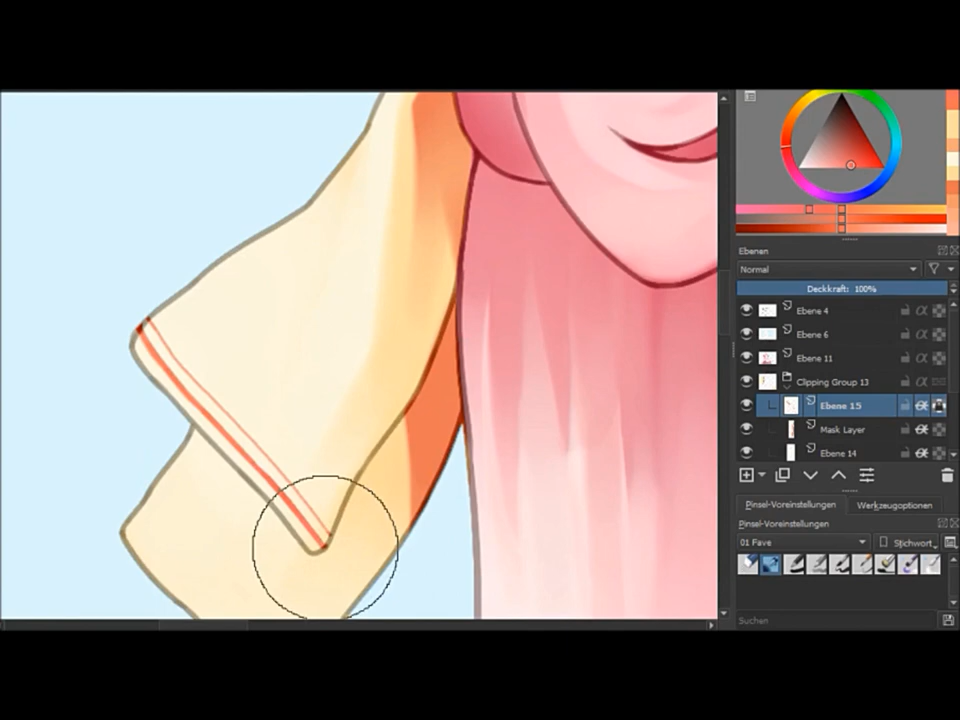 Ebenen
Normal
Deckkraft: 100%
Ebene 4
Ebene 6
Ebene 11
Clipping Group 13
Ebene 15
Mask Layer
Ebene 14
Pinsel-Voreinstellungen
Werkzeugoptionen
Pinsel-Voreinstellungen
01 Fave
Stichwort
Suchen